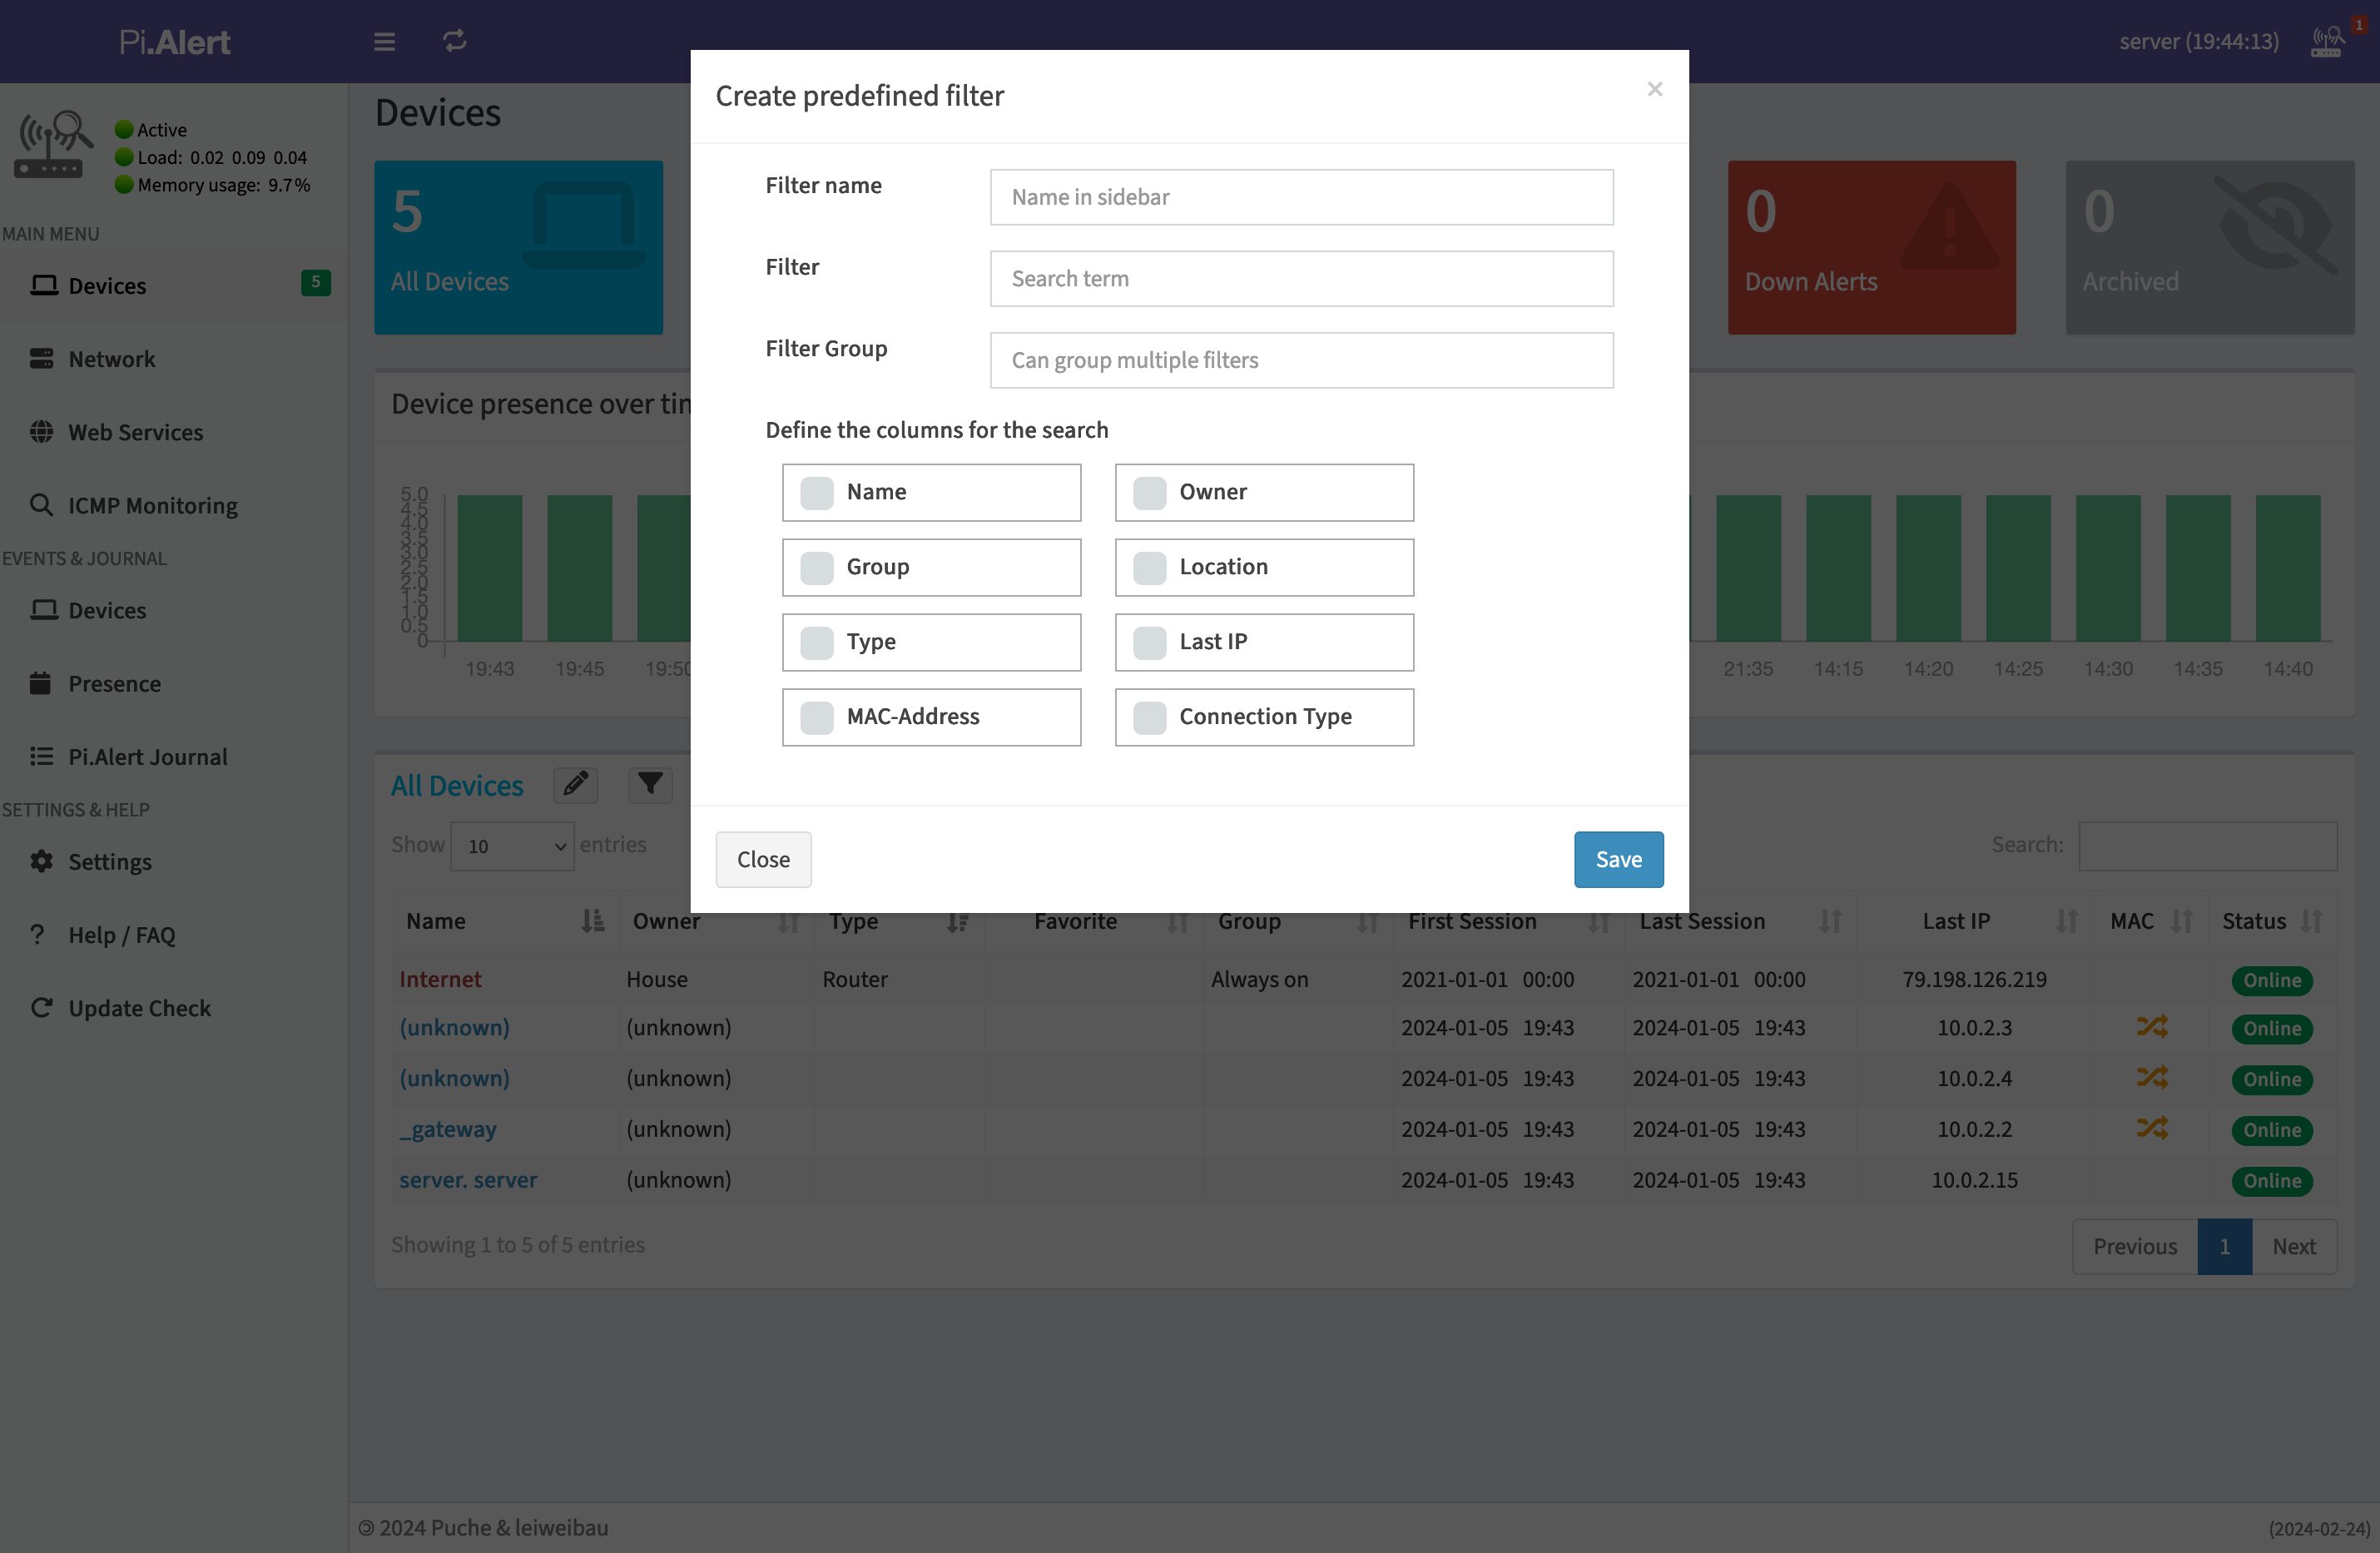 Pi.Alert
server (19:44:13)
1
Active
Load: 0.02 0.09 0.04
Memory usage: 9.7%
MAIN MENU
Devices 5
Network
Web Services
ICMP Monitoring
EVENTS & JOURNAL
Devices
Presence
Pi.Alert Journal
SETTINGS & HELP
Settings
Help / FAQ
Update Check
Devices
5
All Devices
0
Down Alerts
0
Archived
Create predefined filter
×
Filter name
Name in sidebar
Filter
Search term
Filter Group
Can group multiple filters
Define the columns for the search
Name Owner
Group Location
Type Last IP
MAC-Address Connection Type
Close Save
Device presence over
5.0
4.5
4.0
3.5
3.0
2.5
2.0
1.5
1.0
0.5
0
19:43 19:45 19:50 21:35 14:15 14:20 14:25 14:30 14:35 14:40
All Devices
Show 10 entries
Search:
Name Owner Type Favorite Group First Session Last Session Last IP MAC Status
Internet House Router Always on 2021-01-01 00:00 2021-01-01 00:00 79.198.126.219 Online
(unknown) (unknown) 2024-01-05 19:43 2024-01-05 19:43 10.0.2.3 Online
(unknown) (unknown) 2024-01-05 19:43 2024-01-05 19:43 10.0.2.4 Online
_gateway (unknown) 2024-01-05 19:43 2024-01-05 19:43 10.0.2.2 Online
server. server (unknown) 2024-01-05 19:43 2024-01-05 19:43 10.0.2.15 Online
Showing 1 to 5 of 5 entries
Previous 1 Next
🄯 2024 Puche & leiweibau
(2024-02-24)